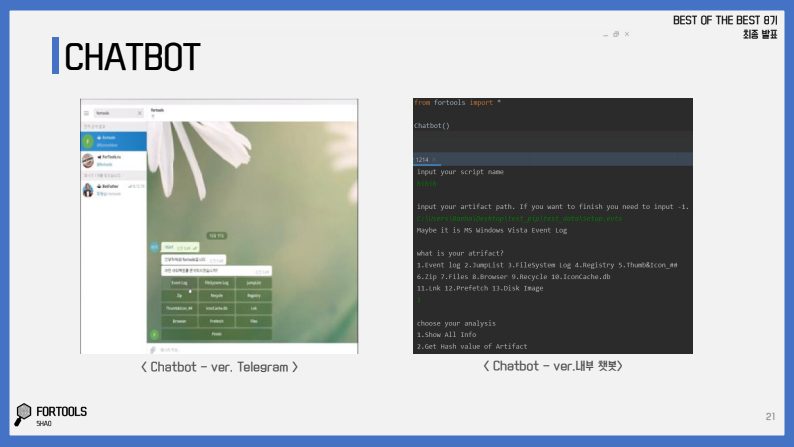 BEST OF THE BEST 8기
최종 발표
CHATBOT
fortools
fortools
ForTools.ru
BotFather
Event Log
FileSystem Log
JumpList
Zip
Recycle
Registry
Thumb&Icon_##
IconCache.db
Lnk
Browser
Prefetch
Files
from fortools import *
Chatbot()
1214
input your script name
input your artifact path. If you want to finish you need to input -1.
Maybe it is MS Windows Vista Event Log
what is your atrifact?
1.Event log 2.JumpList 3.FileSystem Log 4.Registry 5.Thumb&Icon_##
6.Zip 7.Files 8.Browser 9.Recycle 10.IconCache.db
11.Lnk 12.Prefetch 13.Disk Image
choose your analysis
1.Show All Info
2.Get Hash value of Artifact
< Chatbot - ver. Telegram >
< Chatbot - ver.내부 챗봇>
FORTOOLS
SHAO
21